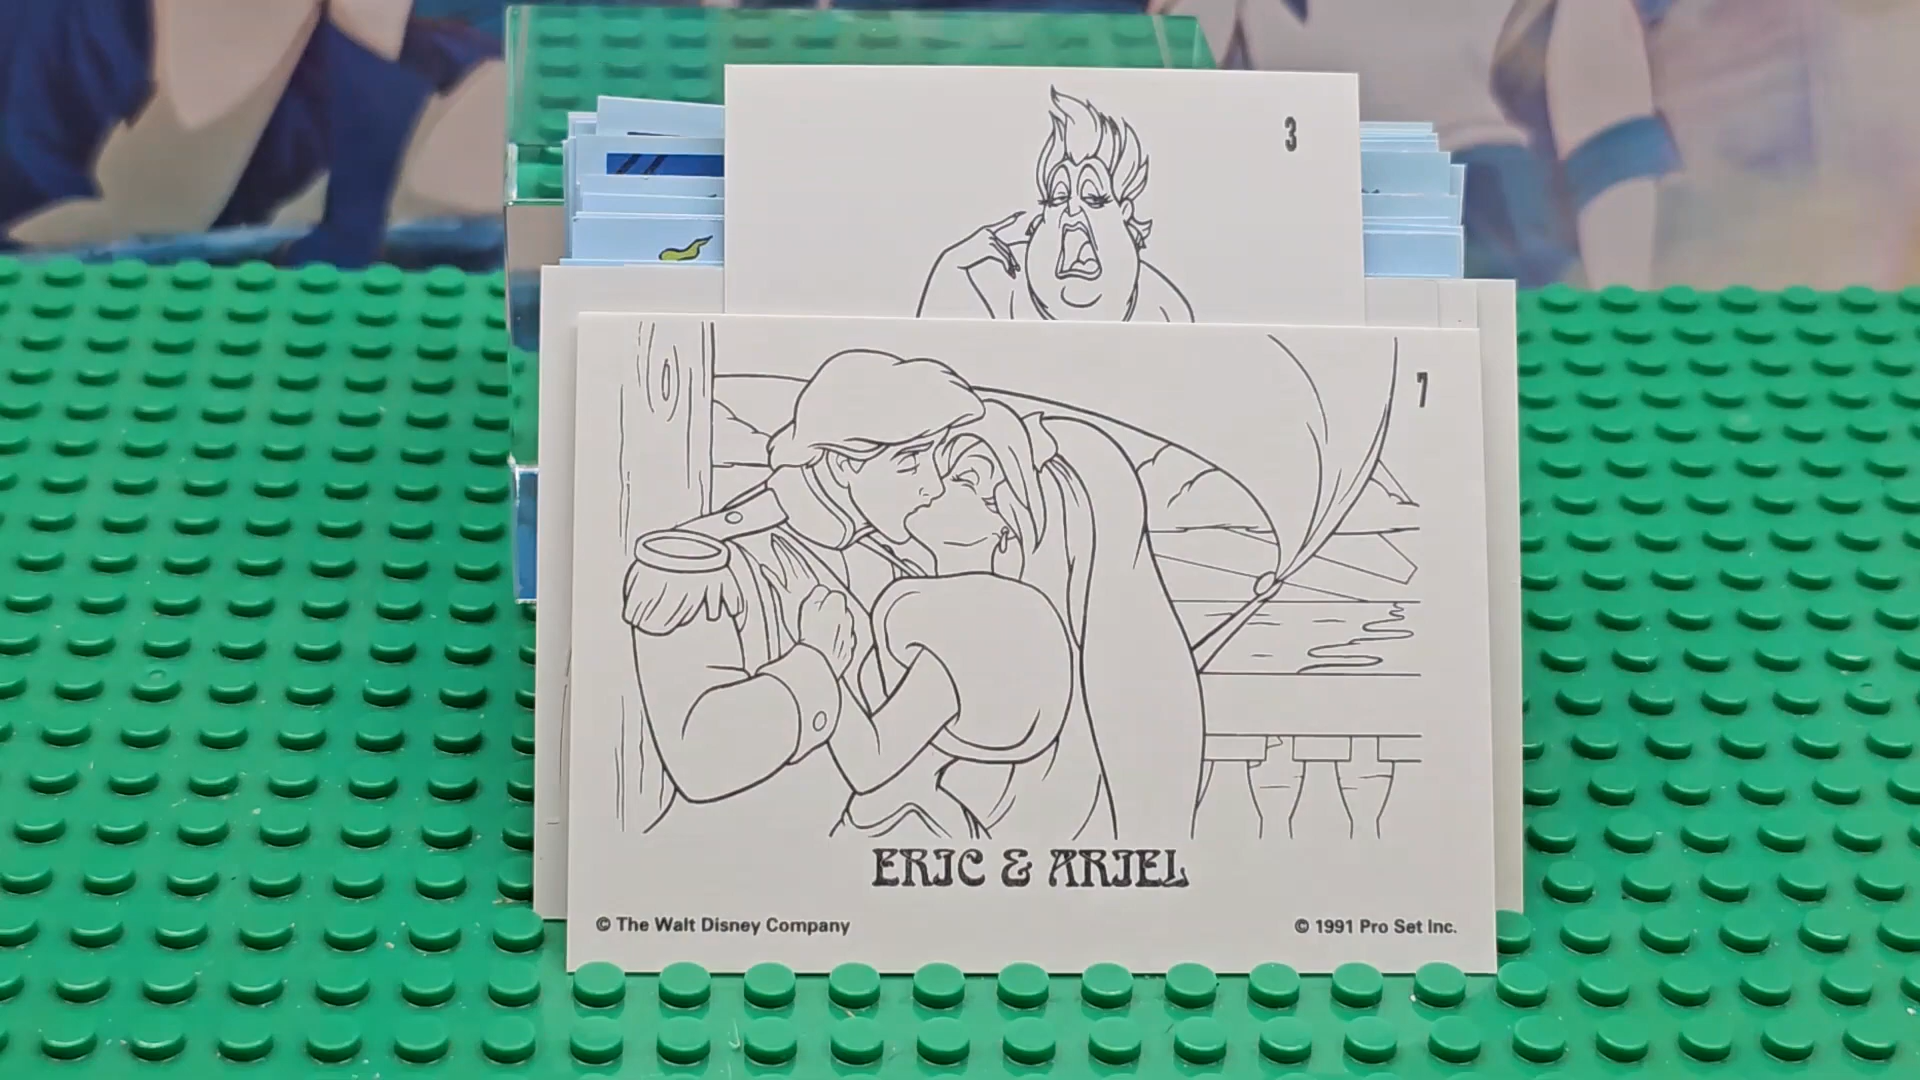 3
7
ERIC & ARIEL
© The Walt Disney Company
© 1991 Pro Set Inc.